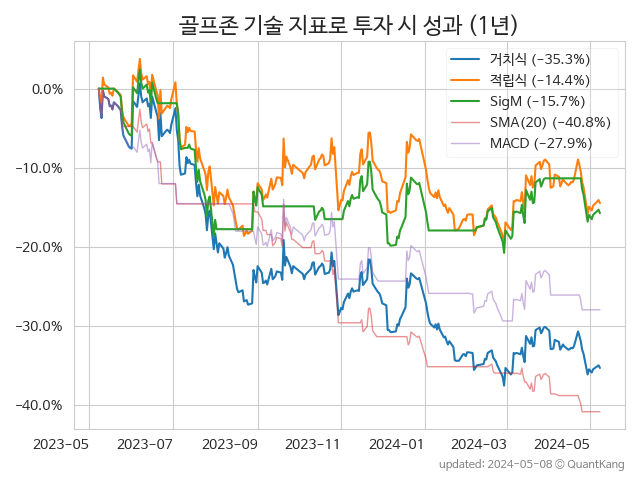 골프존 기술 지표로 투자 시 성과 (1년)
거치식 (−35.3%)
적립식 (−14.4%)
SigM (−15.7%)
SMA(20) (−40.8%)
MACD (−27.9%)
0.0%
−10.0%
−20.0%
−30.0%
−40.0%
2023-05 2023-07 2023-09 2023-11 2024-01 2024-03 2024-05
updated: 2024-05-08 © QuantKang